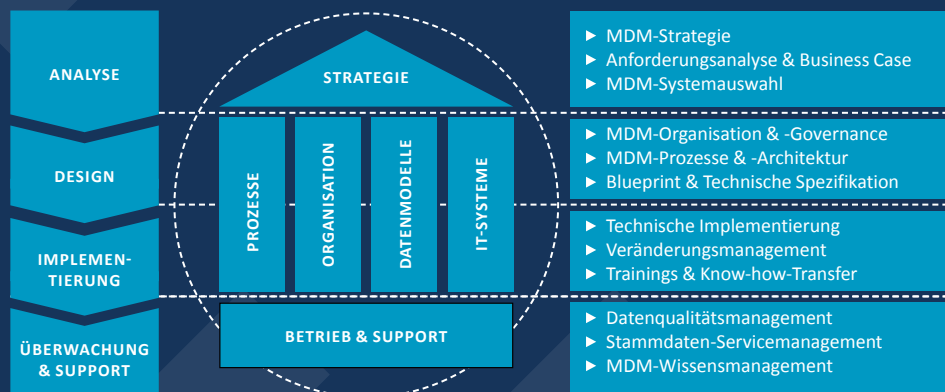 ANALYSE
DESIGN
IMPLEMEN-
TIERUNG
ÜBERWACHUNG
& SUPPORT
STRATEGIE
PROZESSE
ORGANISATION
DATENMODELLE
IT-SYSTEME
BETRIEB & SUPPORT
► MDM-Strategie
► Anforderungsanalyse & Business Case
► MDM-Systemauswahl
► MDM-Organisation & -Governance
► MDM-Prozesse & -Architektur
► Blueprint & Technische Spezifikation
► Technische Implementierung
► Veränderungsmanagement
► Trainings & Know-how-Transfer
► Datenqualitätsmanagement
► Stammdaten-Servicemanagement
► MDM-Wissensmanagement